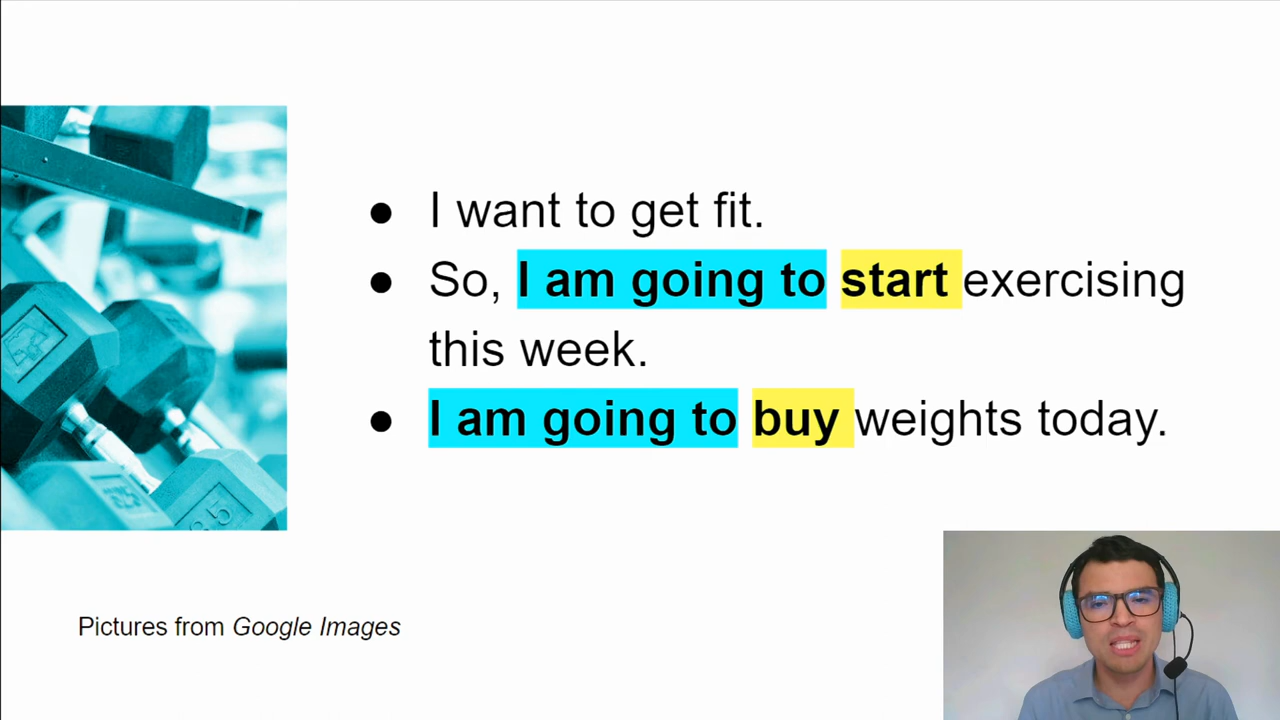 ● I want to get fit.
● So, I am going to start exercising
this week.
● I am going to buy weights today.
Pictures from Google Images